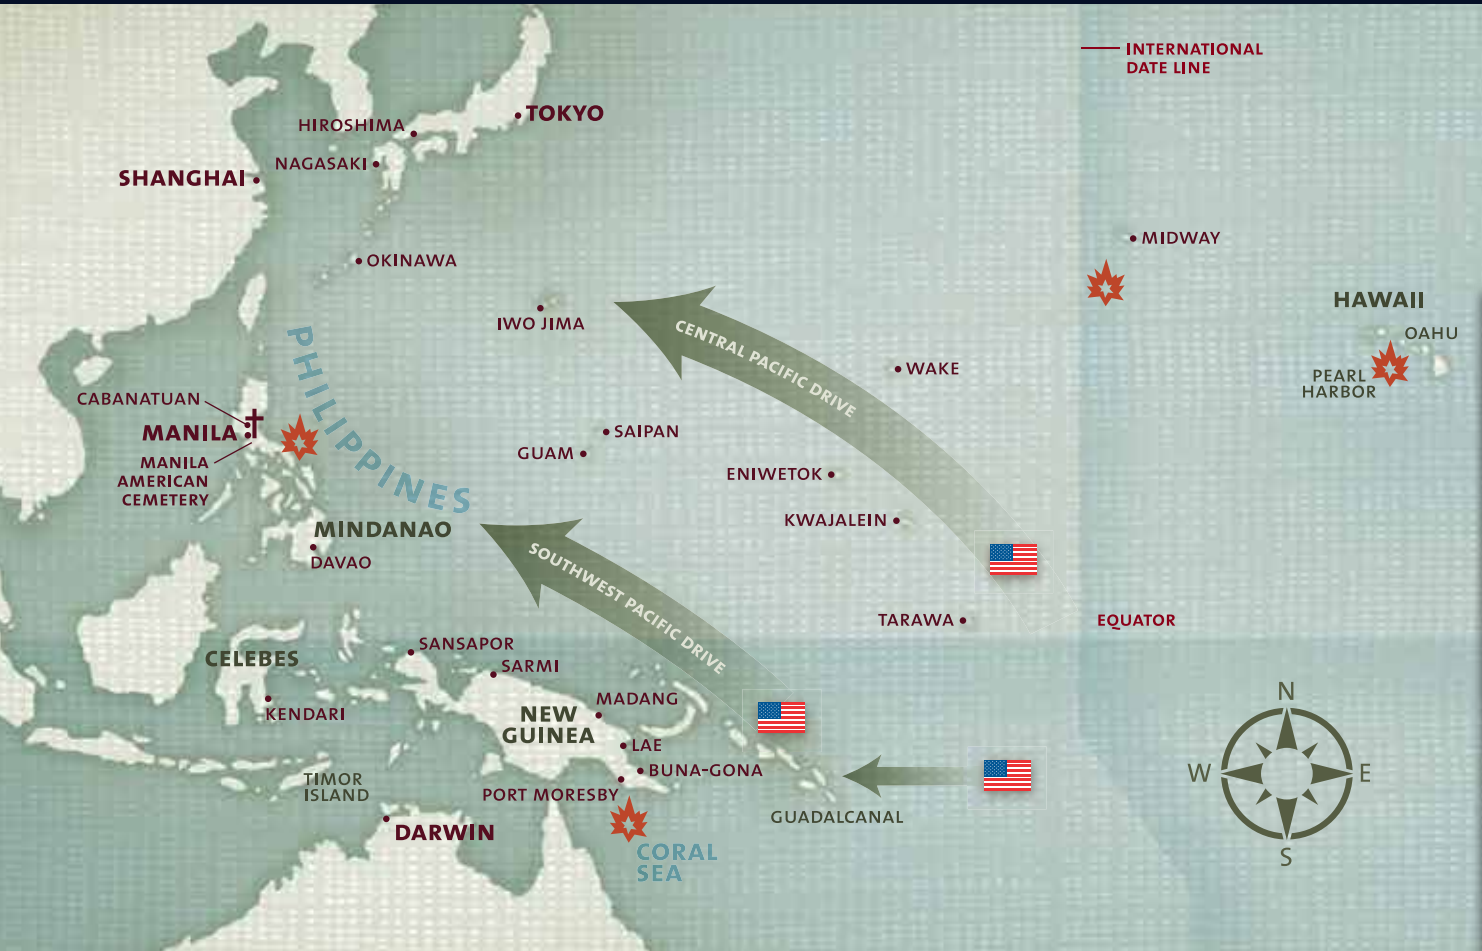 INTERNATIONAL
DATE LINE
TOKYO
HIROSHIMA
NAGASAKI
SHANGHAI
MIDWAY
OKINAWA
HAWAII
IWO JIMA
CENTRAL PACIFIC DRIVE
OAHU
PHILIPPINES
WAKE
PEARL
HARBOR
CABANATUAN
MANILA
SAIPAN
GUAM
MANILA
AMERICAN
CEMETERY
ENIWETOK
KWAJALEIN
MINDANAO
DAVAO
SOUTHWEST PACIFIC DRIVE
TARAWA
EQUATOR
SANSAPOR
CELEBES
SARMI
MADANG
KENDARI
NEW
GUINEA
LAE
BUNA-GONA
TIMOR
ISLAND
PORT MORESBY
GUADALCANAL
DARWIN
CORAL
SEA
N
W
E
S